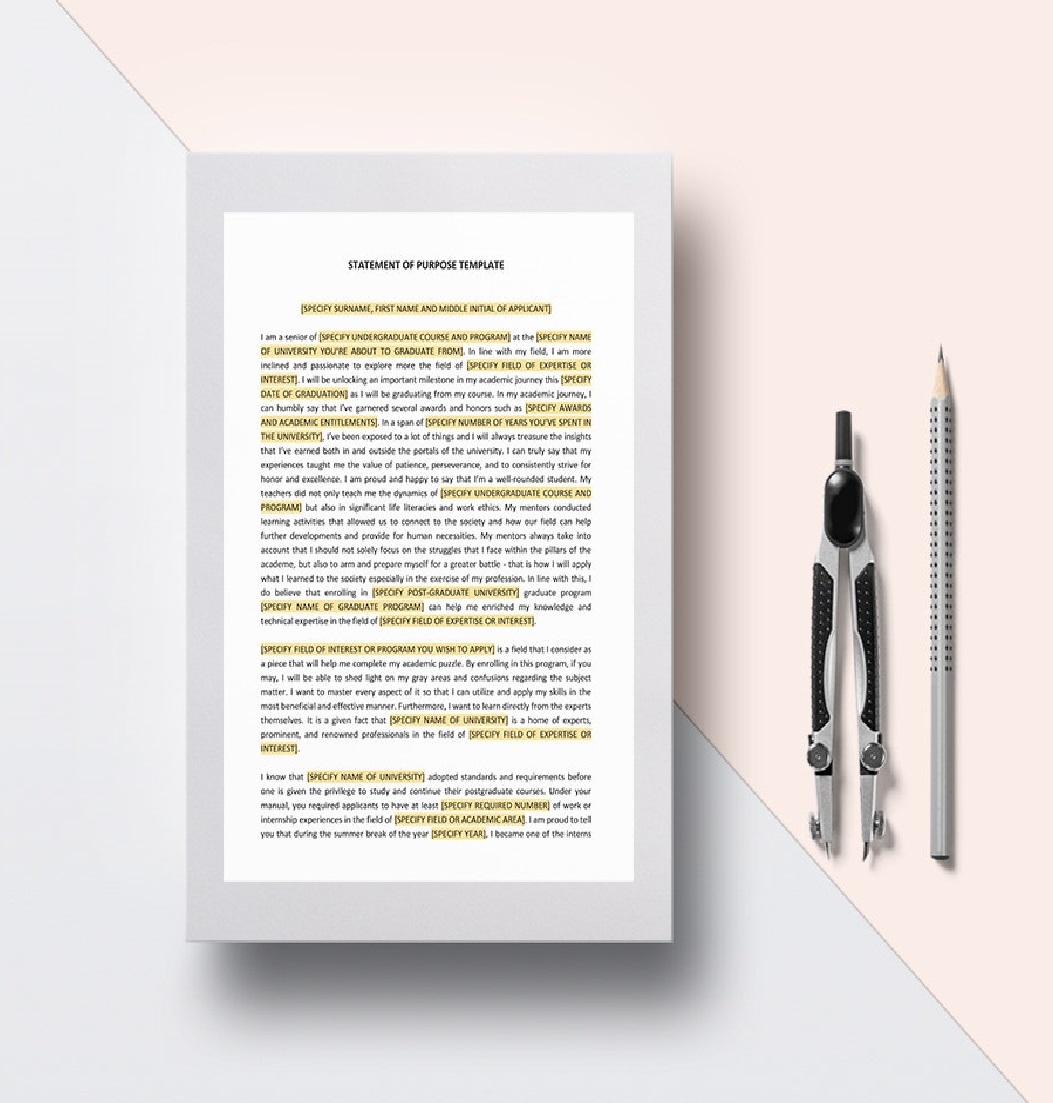 STATEMENT OF PURPOSE TEMPLATE
[SPECIFY SURNAME, FIRST NAME AND MIDDLE INITIAL OF APPLICANT]
I am a senior of [SPECIFY UNDERGRADUATE COURSE AND PROGRAM] at the [SPECIFY NAME
OF UNIVERSITY YOU'RE ABOUT TO GRADUATE FROM]. In line with my field, I am more
inclined and passionate to explore more the field of [SPECIFY FIELD OF EXPERTISE OR
INTEREST]. I will be unlocking an important milestone in my academic journey this [SPECIFY
DATE OF GRADUATION] as I will be graduating from my course. In my academic journey, I
can humbly say that I've garnered several awards and honors such as [SPECIFY AWARDS
AND ACADEMIC ENTITLEMENTS]. In a span of [SPECIFY NUMBER OF YEARS YOU'VE SPENT IN
THE UNIVERSITY], I've been exposed to a lot of things and I will always treasure the insights
that I've earned both in and outside the portals of the university. I can truly say that my
experiences taught me the value of patience, perseverance, and to consistently strive for
honor and excellence. I am proud and happy to say that I'm a well-rounded student. My
teachers did not only teach me the dynamics of [SPECIFY UNDERGRADUATE COURSE AND
PROGRAM] but also in significant life literacies and work ethics. My mentors conducted
learning activities that allowed us to connect to the society and how our field can help
further developments and provide for human necessities. My mentors always take into
account that I should not solely focus on the struggles that I face within the pillars of the
academe, but also to arm and prepare myself for a greater battle - that is how I will apply
what I learned to the society especially in the exercise of my profession. In line with this, I
do believe that enrolling in [SPECIFY POST-GRADUATE UNIVERSITY] graduate program
[SPECIFY NAME OF GRADUATE PROGRAM] can help me enriched my knowledge and
technical expertise in the field of [SPECIFY FIELD OF EXPERTISE OR INTEREST].
[SPECIFY FIELD OF INTEREST OR PROGRAM YOU WISH TO APPLY] is a field that I consider as
a piece that will help me complete my academic puzzle. By enrolling in this program, if you
may, I will be able to shed light on my gray areas and confusions regarding the subject
matter. I want to master every aspect of it so that I can utilize and apply my skills in the
most beneficial and effective manner. Furthermore, I want to learn directly from the experts
themselves. It is a given fact that [SPECIFY NAME OF UNIVERSITY] is a home of experts,
prominent, and renowned professionals in the field of [SPECIFY FIELD OF EXPERTISE OR
INTEREST].
I know that [SPECIFY NAME OF UNIVERSITY] adopted standards and requirements before
one is given the privilege to study and continue their postgraduate courses. Under your
manual, you required applicants to have at least [SPECIFY REQUIRED NUMBER] of work or
internship experiences in the field of [SPECIFY FIELD OR ACADEMIC AREA]. I am proud to tell
you that during the summer break of the year [SPECIFY YEAR], I became one of the interns